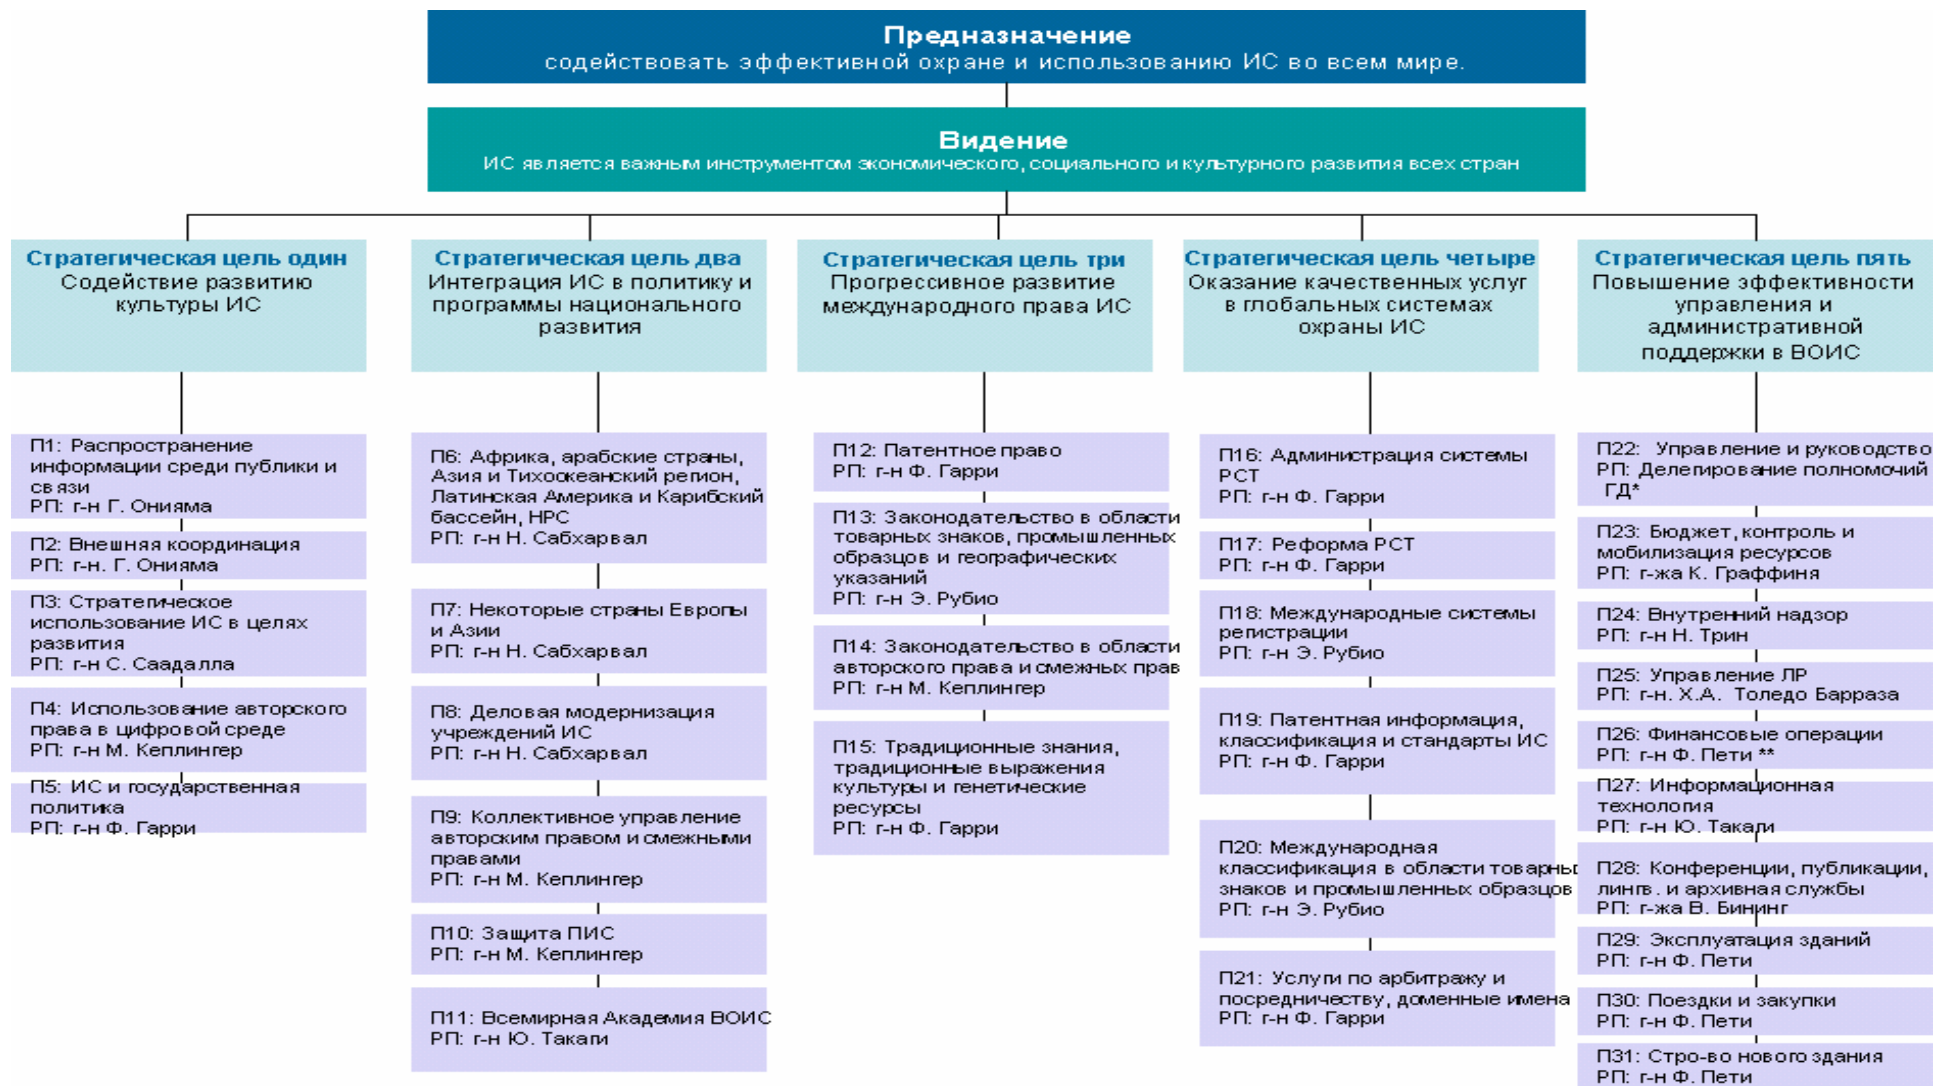 Предназначение
содействовать эффективной охране и использованию ИС во всем мире.
Видение
ИС является важным инструментом экономического, социального и культурного развития всех стран
Стратегическая цель один
Содействие развитию
культуры ИС
П1: Распространение
информации среди публики и
связи
РП: г-н Г. Онияма
П2: Внешняя координация
РП: г-н. Г. Онияма
П3: Стратегическое
использование ИС в целях
развития
РП: г-н С. Саадалла
П4: Использование авторского
права в цифровой среде
РП: г-н М. Кеплингер
П5: ИС и государственная
политика
РП: г-н Ф. Гарри
Стратегическая цель два
Интеграция ИС в политику и
программы национального
развития
П6: Африка, арабские страны,
Азия и Тихоокеанский регион,
Латинская Америка и Карибский
бассейн, НРС
РП: г-н Н. Сабхарвал
П7: Некоторые страны Европы
и Азии
РП: г-н Н. Сабхарвал
П8: Деловая модернизация
учреждений ИС
РП: г-н Н. Сабхарвал
П9: Коллективное управление
авторским правом и смежными
правами
РП: г-н М. Кеплингер
П10: Защита ПИС
РП: г-н М. Кеплингер
П11: Всемирная Академия ВОИС
РП: г-н Ю. Такаги
Стратегическая цель три
Прогрессивное развитие
международного права ИС
П12: Патентное право
РП: г-н Ф. Гарри
П13: Законодательство в области
товарных знаков, промышленных
образцов и географических
указаний
РП: г-н Э. Рубио
П14: Законодательство в области
авторского права и смежных прав
РП: г-н М. Кеплингер
П15: Традиционные знания,
традиционные выражения
культуры и генетические
ресурсы
РП: г-н Ф. Гарри
Стратегическая цель четыре
Оказание качественных услуг
в глобальных системах
охраны ИС
П16: Администрация системы
РСТ
РП: г-н Ф. Гарри
П17: Реформа РСТ
РП: г-н Ф. Гарри
П18: Международные системы
регистрации
РП: г-н Э. Рубио
П19: Патентная информация,
классификация и стандарты ИС
РП: г-н Ф. Гарри
П20: Международная
классификация в области товарны
знаков и промышленных образцов
РП: г-н Э. Рубио
П21: Услуги по арбитражу и
посредничеству, доменные имена
РП: г-н Ф. Гарри
Стратегическая цель пять
Повышение эффективности
управления и
административной
поддержки в ВОИС
П22: Управление и руководство
РП: Делегирование полномочий
ГД*
П23: Бюджет, контроль и
мобилизация ресурсов
РП: г-жа К. Граффиня
П24: Внутренний надзор
РП: г-н Н. Трин
П25: Управление ЛР
РП: г-н. Х.А. Толедо Барраза
П26: Финансовые операции
РП: г-н Ф. Пети **
П27: Информационная
технология
РП: г-н Ю. Такаги
П28: Конференции, публикации,
лингв. и архивная службы
РП: г-жа В. Бининг
П29: Эксплуатация зданий
РП: г-н Ф. Пети
П30: Поездки и закупки
РП: г-н Ф. Пети
П31: Стро-во нового здания
РП: г-н Ф. Пети